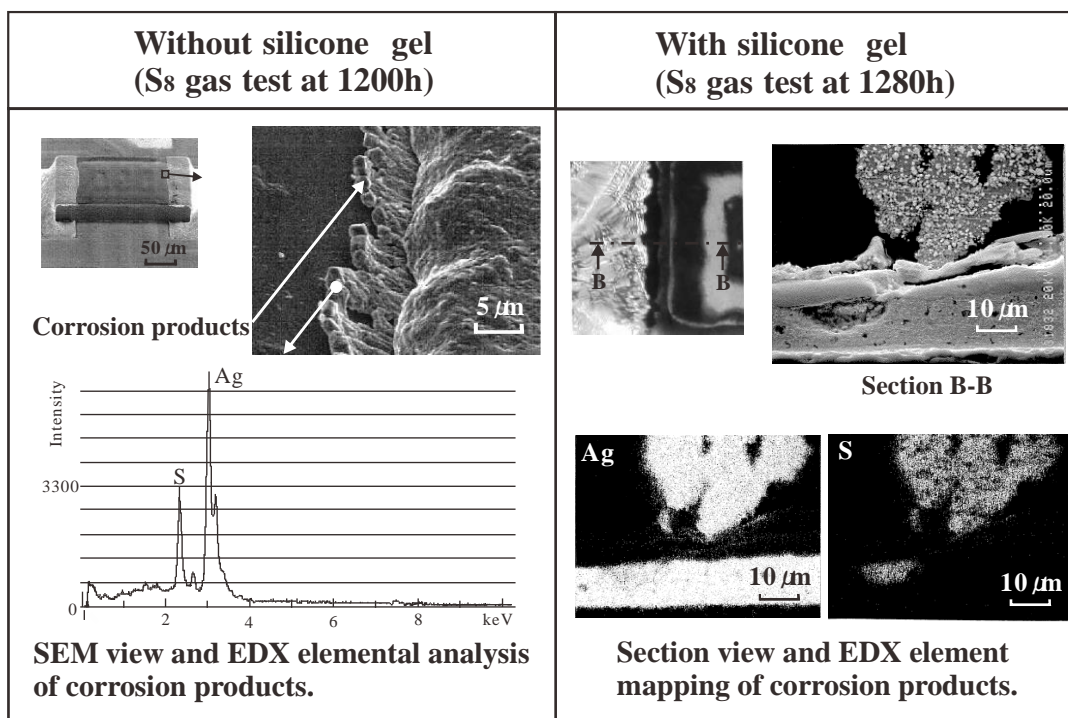 Without silicone gel
(S8 gas test at 1200h)
With silicone gel
(S8 gas test at 1280h)
50 μm
Corrosion products
5 μm
Intensity
Ag
S
3300
0
2
4
6
8
keV
SEM view and EDX elemental analysis
of corrosion products.
B
B
10 μm
Section B-B
Ag
10 μm
S
10 μm
Section view and EDX element
mapping of corrosion products.